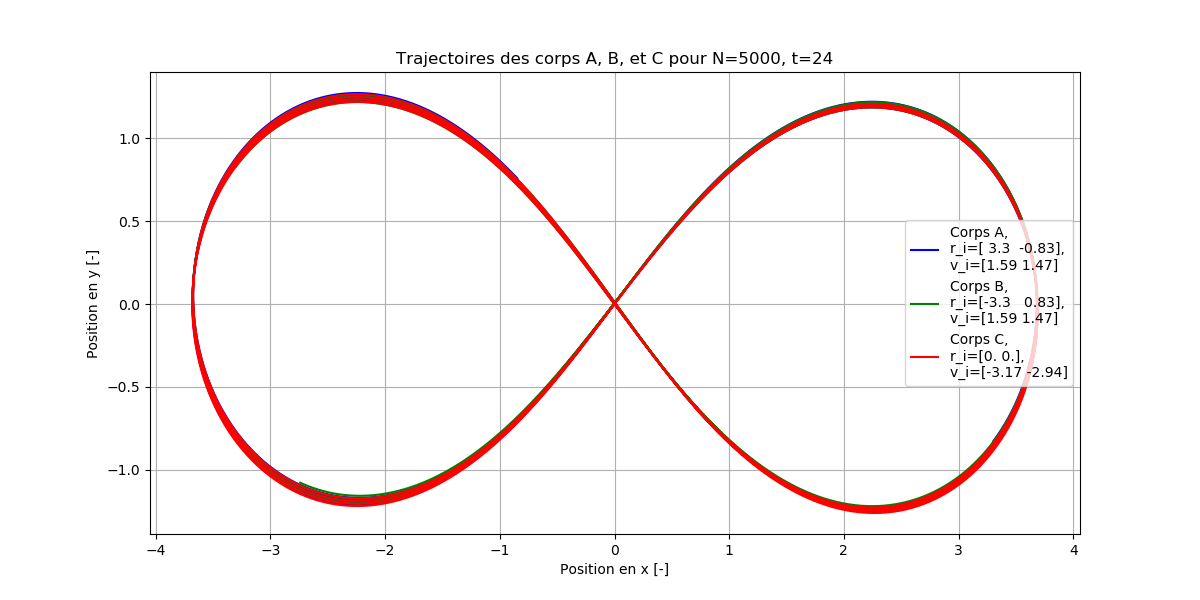 Trajectoires des corps A, B, et C pour N=5000, t=24
Position en y [-]
1.0
0.5
0.0
−0.5
−1.0
Corps A,
r_i=[ 3.3  -0.83],
v_i=[1.59 1.47]
Corps B,
r_i=[-3.3   0.83],
v_i=[1.59 1.47]
Corps C,
r_i=[0. 0.],
v_i=[-3.17 -2.94]
−4 −3 −2 −1 0 1 2 3 4
Position en x [-]